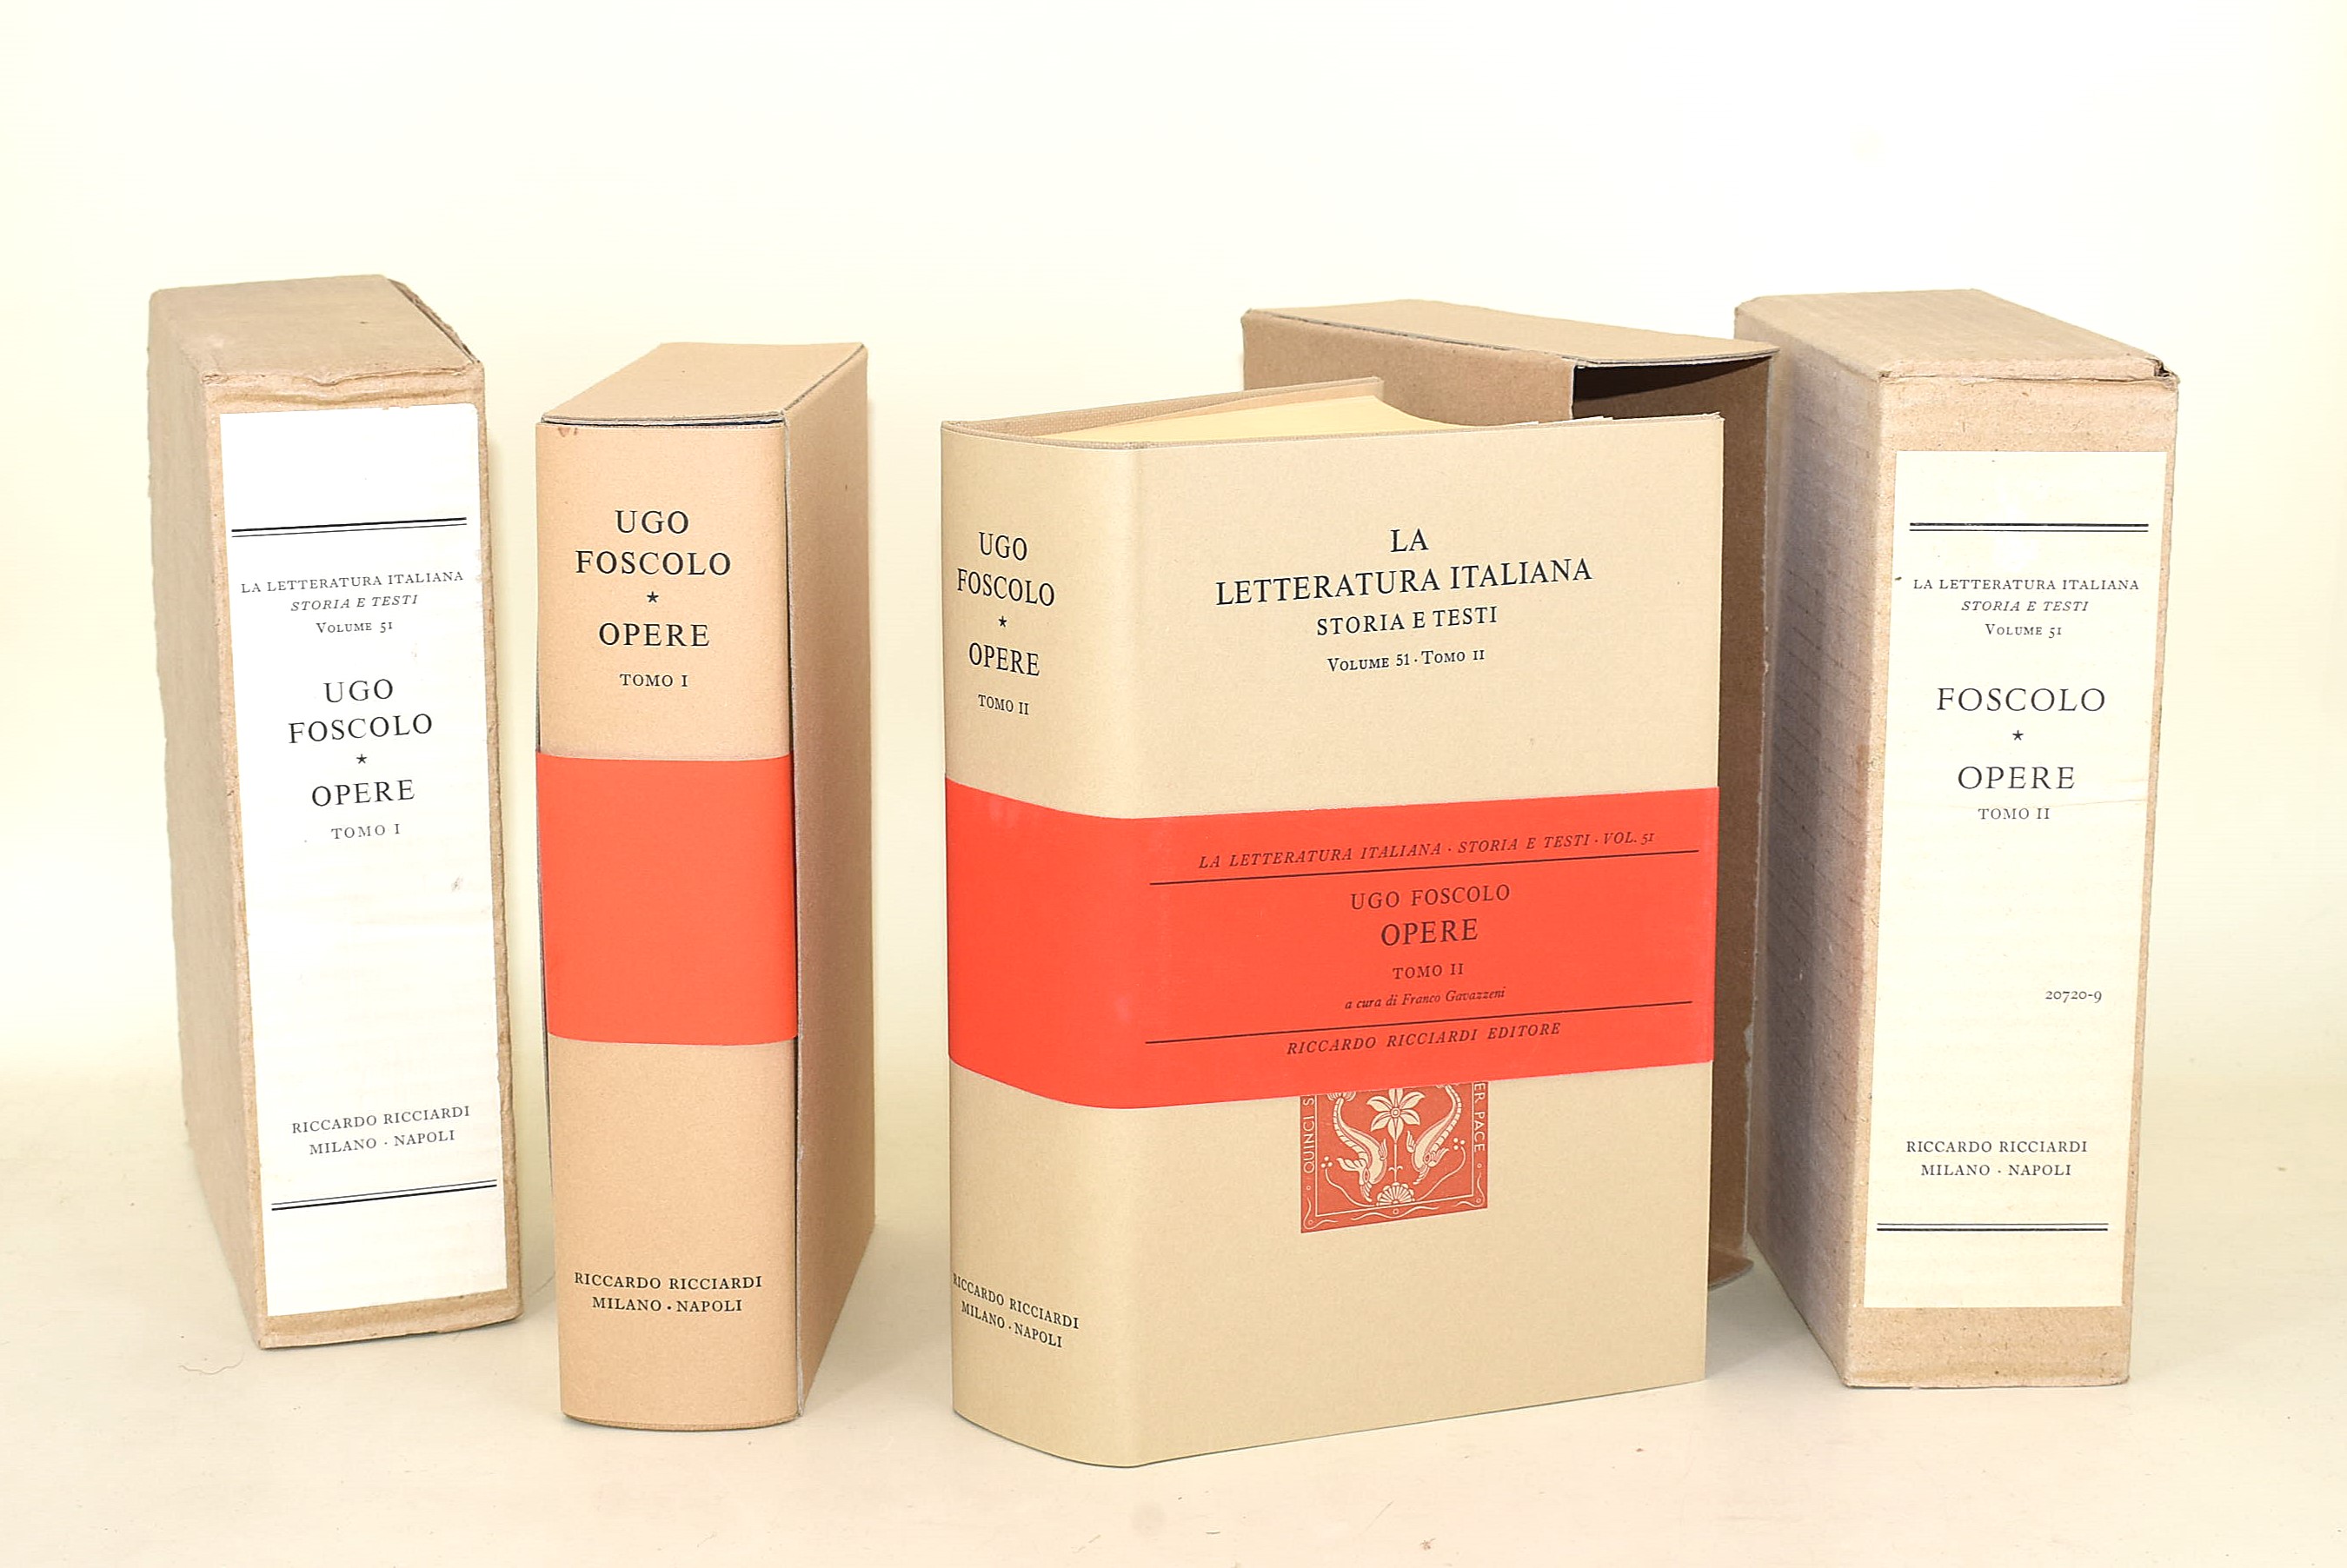 LA LETTERATURA ITALIANA
STORIA E TESTI
VOLUME 51
UGO
FOSCOLO
★
OPERE
TOMO I
RICCARDO RICCIARDI
MILANO · NAPOLI
UGO
FOSCOLO
★
OPERE
TOMO I
RICCARDO RICCIARDI
MILANO · NAPOLI
UGO
FOSCOLO
★
OPERE
TOMO II
RICCARDO RICCIARDI
MILANO · NAPOLI
LA
LETTERATURA ITALIANA
STORIA E TESTI
VOLUME 51 · TOMO II
LA LETTERATURA ITALIANA · STORIA E TESTI · VOL. 51
UGO FOSCOLO
OPERE
TOMO II
a cura di Franco Gavazzeni
RICCARDO RICCIARDI EDITORE
QUINCI S
ER PACE
LA LETTERATURA ITALIANA
STORIA E TESTI
VOLUME 51
FOSCOLO
★
OPERE
TOMO II
20720-9
RICCARDO RICCIARDI
MILANO · NAPOLI